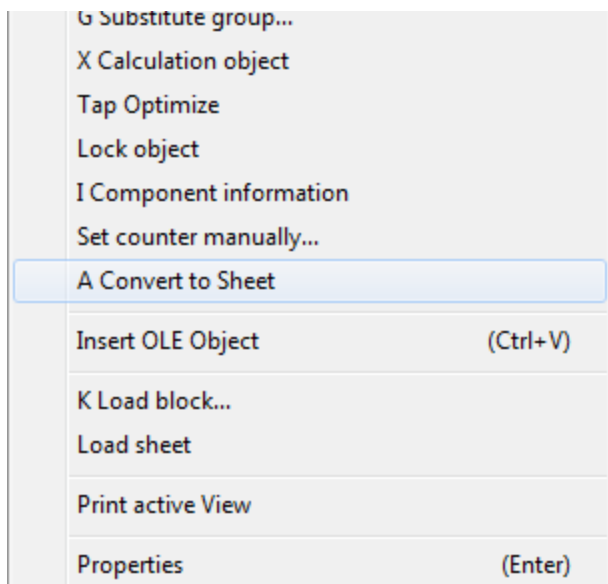 G Substitute group...
X Calculation object
Tap Optimize
Lock object
I Component information
Set counter manually...
A Convert to Sheet
Insert OLE Object (Ctrl+V)
K Load block...
Load sheet
Print active View
Properties (Enter)